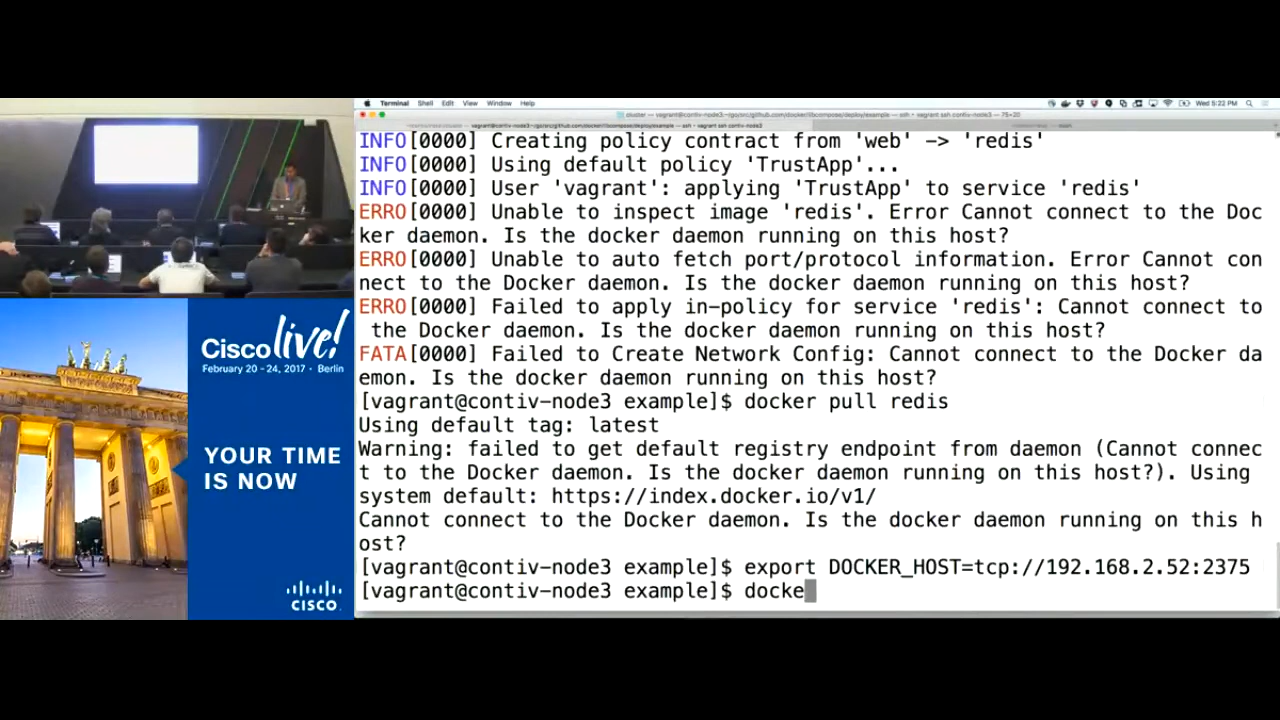 Terminal Shell Edit View Window Help
Wed 5:22 PM
INFO[0000] Creating policy contract from 'web' -> 'redis'
INFO[0000] Using default policy 'TrustApp'...
INFO[0000] User 'vagrant': applying 'TrustApp' to service 'redis'
ERRO[0000] Unable to inspect image 'redis'. Error Cannot connect to the Doc
ker daemon. Is the docker daemon running on this host?
ERRO[0000] Unable to auto fetch port/protocol information. Error Cannot con
nect to the Docker daemon. Is the docker daemon running on this host?
ERRO[0000] Failed to apply in-policy for service 'redis': Cannot connect to
 the Docker daemon. Is the docker daemon running on this host?
FATA[0000] Failed to Create Network Config: Cannot connect to the Docker da
emon. Is the docker daemon running on this host?
[vagrant@contiv-node3 example]$ docker pull redis
Using default tag: latest
Warning: failed to get default registry endpoint from daemon (Cannot connec
t to the Docker daemon. Is the docker daemon running on this host?). Using
system default: https://index.docker.io/v1/
Cannot connect to the Docker daemon. Is the docker daemon running on this h
ost?
[vagrant@contiv-node3 example]$ export DOCKER_HOST=tcp://192.168.2.52:2375
[vagrant@contiv-node3 example]$ docke
Cisco live!
February 20 - 24, 2017 • Berlin
YOUR TIME
IS NOW
CISCO